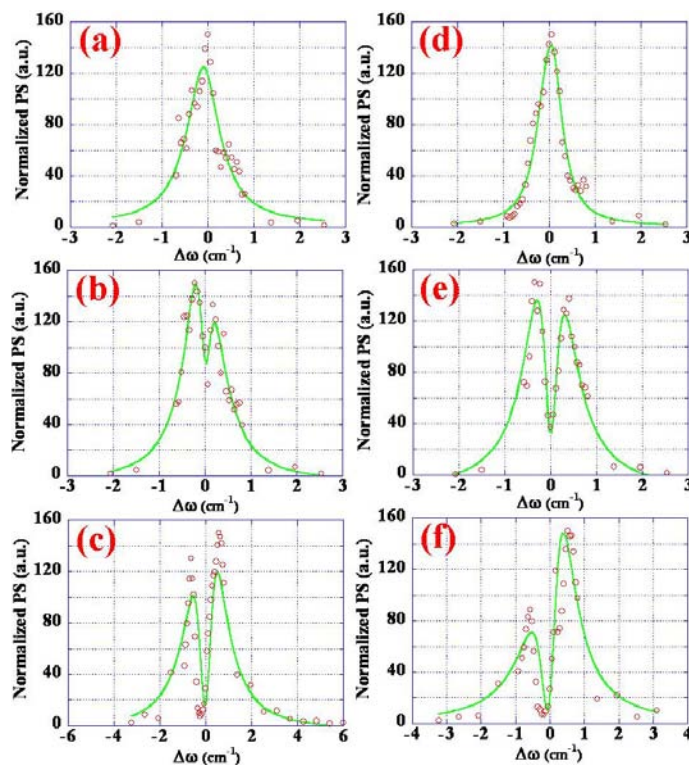 (a)
Normalized PS (a.u.)
160
120
80
40
0
-3 -2 -1 0 1 2 3
Δω (cm⁻¹)
(d)
Normalized PS (a.u.)
160
120
80
40
0
-3 -2 -1 0 1 2 3
Δω (cm⁻¹)
(b)
Normalized PS (a.u.)
160
120
80
40
0
-3 -2 -1 0 1 2 3
Δω (cm⁻¹)
(e)
Normalized PS (a.u.)
160
120
80
40
0
-2 -1 0 1 2 3
Δω (cm⁻¹)
(c)
Normalized PS (a.u.)
160
120
80
40
0
-6 -4 -2 0 2 4 6
Δω (cm⁻¹)
(f)
Normalized PS (a.u.)
160
120
80
40
0
-4 -3 -2 -1 0 1 2 3 4
Δω (cm⁻¹)